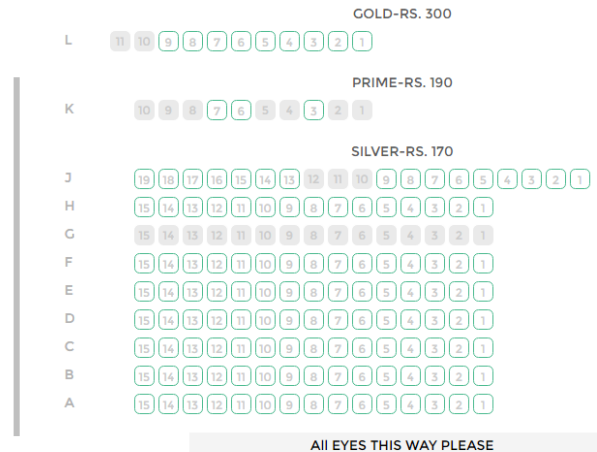 GOLD-RS. 300
L 11 10 9 8 7 6 5 4 3 2 1
PRIME-RS. 190
K 10 9 8 7 6 5 4 3 2 1
SILVER-RS. 170
J 19 18 17 16 15 14 13 12 11 10 9 8 7 6 5 4 3 2 1
H 15 14 13 12 11 10 9 8 7 6 5 4 3 2 1
G 15 14 13 12 11 10 9 8 7 6 5 4 3 2 1
F 15 14 13 12 11 10 9 8 7 6 5 4 3 2 1
E 15 14 13 12 11 10 9 8 7 6 5 4 3 2 1
D 15 14 13 12 11 10 9 8 7 6 5 4 3 2 1
C 15 14 13 12 11 10 9 8 7 6 5 4 3 2 1
B 15 14 13 12 11 10 9 8 7 6 5 4 3 2 1
A 15 14 13 12 11 10 9 8 7 6 5 4 3 2 1
All EYES THIS WAY PLEASE